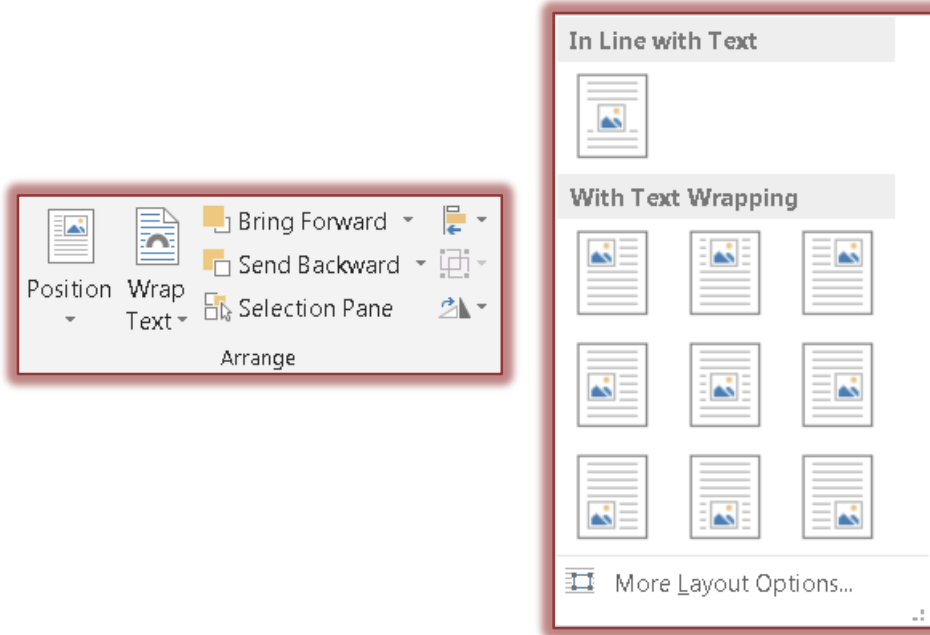 Position
Wrap
Text
Bring Forward
Send Backward
Selection Pane
Arrange
In Line with Text
With Text Wrapping
More Layout Options...